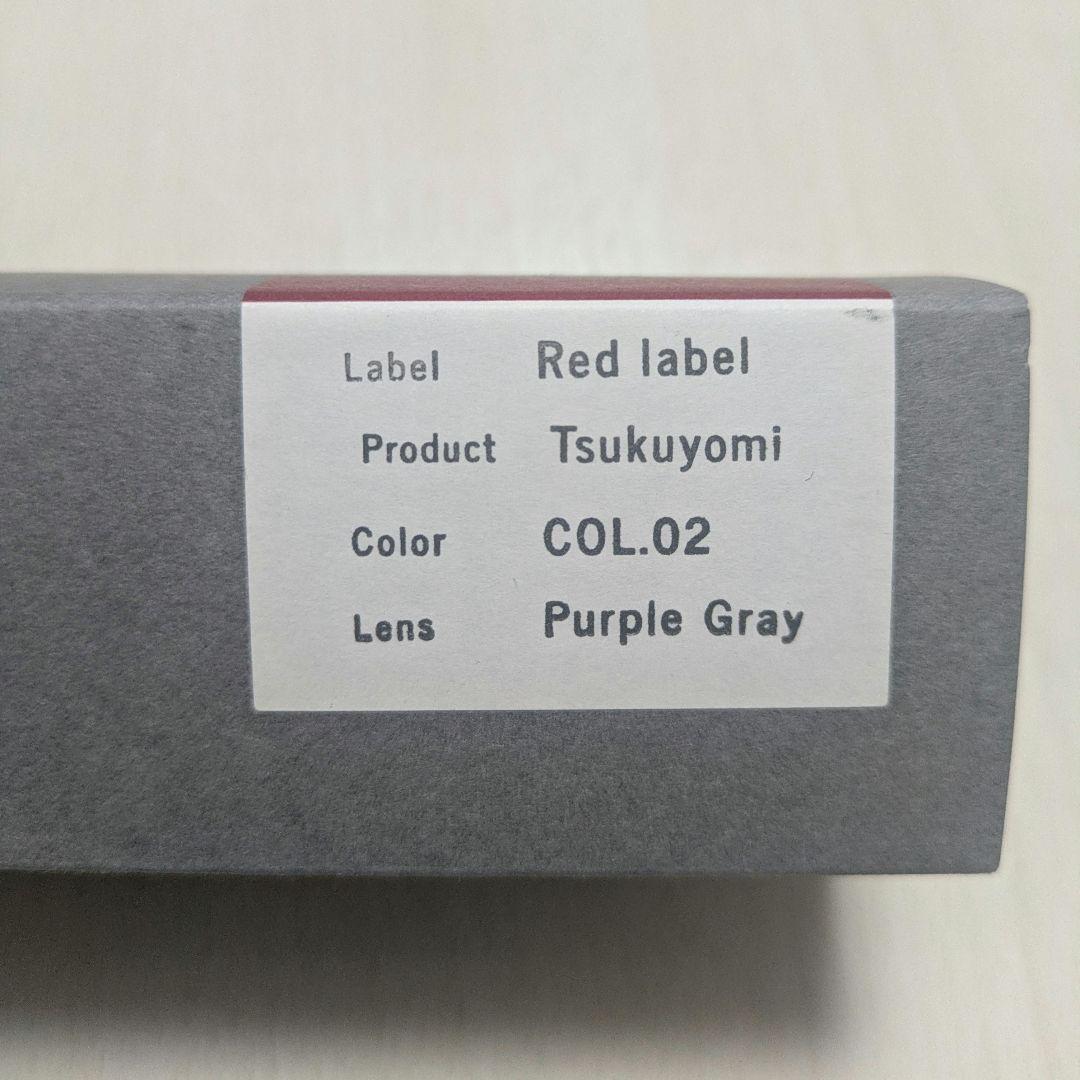 Label Red label
Product Tsukuyomi
Color COL.02
Lens Purple Gray